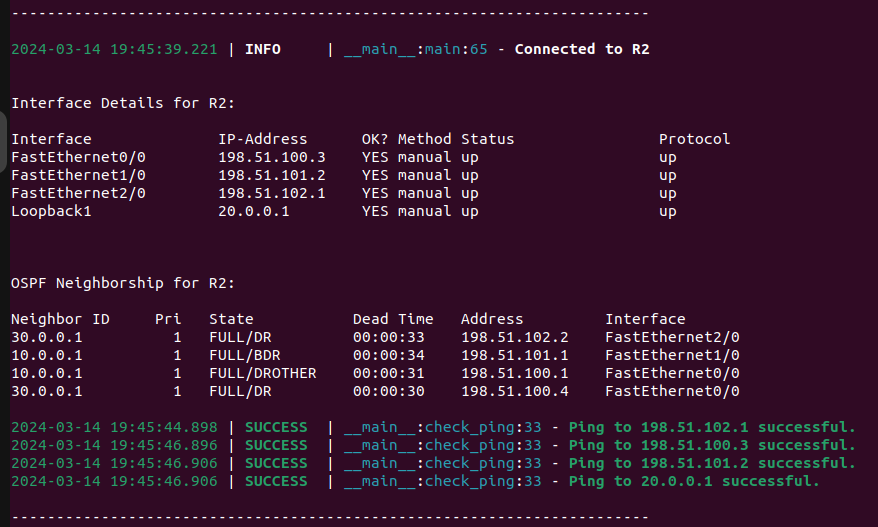 -----------------------------------------------------------------------
2024-03-14 19:45:39.221 | INFO     | __main__:main:65 - Connected to R2
Interface Details for R2:
Interface              IP-Address      OK? Method Status                Protocol
FastEthernet0/0        198.51.100.3    YES manual up                    up
FastEthernet1/0        198.51.101.2    YES manual up                    up
FastEthernet2/0        198.51.102.1    YES manual up                    up
Loopback1              20.0.0.1        YES manual up                    up
OSPF Neighborship for R2:
Neighbor ID     Pri   State           Dead Time   Address         Interface
30.0.0.1          1   FULL/DR         00:00:33    198.51.102.2    FastEthernet2/0
10.0.0.1          1   FULL/BDR        00:00:34    198.51.101.1    FastEthernet1/0
10.0.0.1          1   FULL/DROTHER    00:00:31    198.51.100.1    FastEthernet0/0
30.0.0.1          1   FULL/DR         00:00:30    198.51.100.4    FastEthernet0/0
2024-03-14 19:45:44.898 | SUCCESS  | __main__:check_ping:33 - Ping to 198.51.102.1 successful.
2024-03-14 19:45:46.896 | SUCCESS  | __main__:check_ping:33 - Ping to 198.51.100.3 successful.
2024-03-14 19:45:46.906 | SUCCESS  | __main__:check_ping:33 - Ping to 198.51.101.2 successful.
2024-03-14 19:45:46.906 | SUCCESS  | __main__:check_ping:33 - Ping to 20.0.0.1 successful.
-----------------------------------------------------------------------